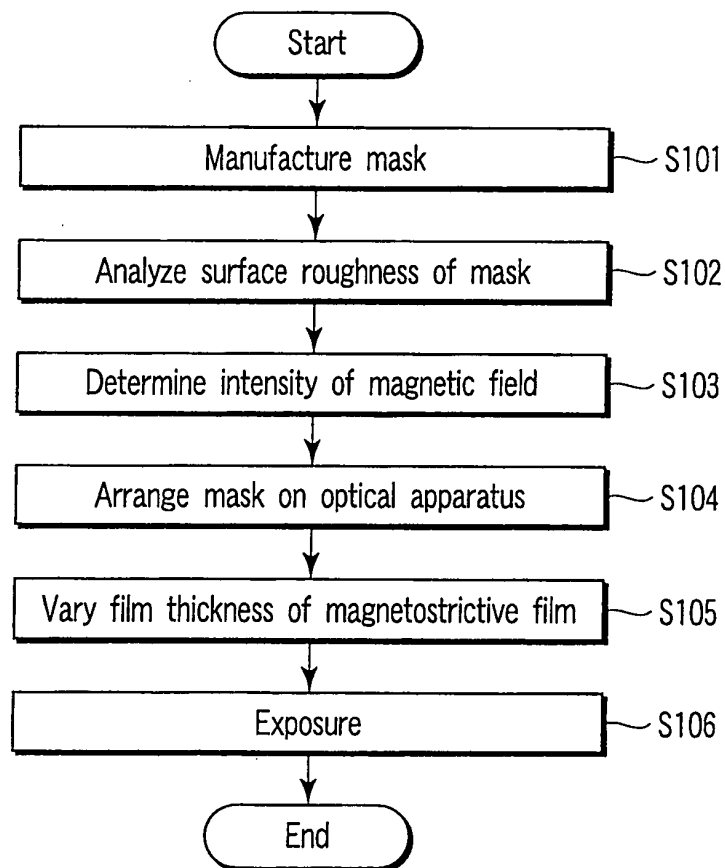 Start
Manufacture mask S101
Analyze surface roughness of mask S102
Determine intensity of magnetic field S103
Arrange mask on optical apparatus S104
Vary film thickness of magnetostrictive film S105
Exposure S106
End